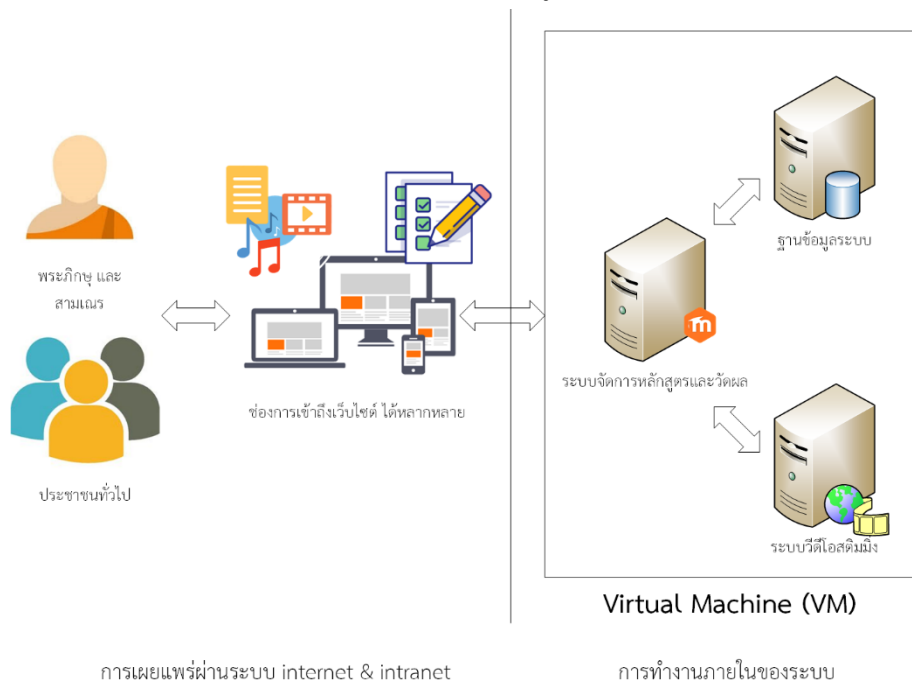 พระภิกษุ และ
สามเณร
ประชาชนทั่วไป
ช่องการเข้าถึงเว็บไซต์ ได้หลากหลาย
ฐานข้อมูลระบบ
m
ระบบจัดการหลักสูตรและวัดผล
ระบบวีดีโอสตีมมิ่ง
Virtual Machine (VM)
การเผยแพร่ผ่านระบบ internet & intranet
การทำงานภายในของระบบ